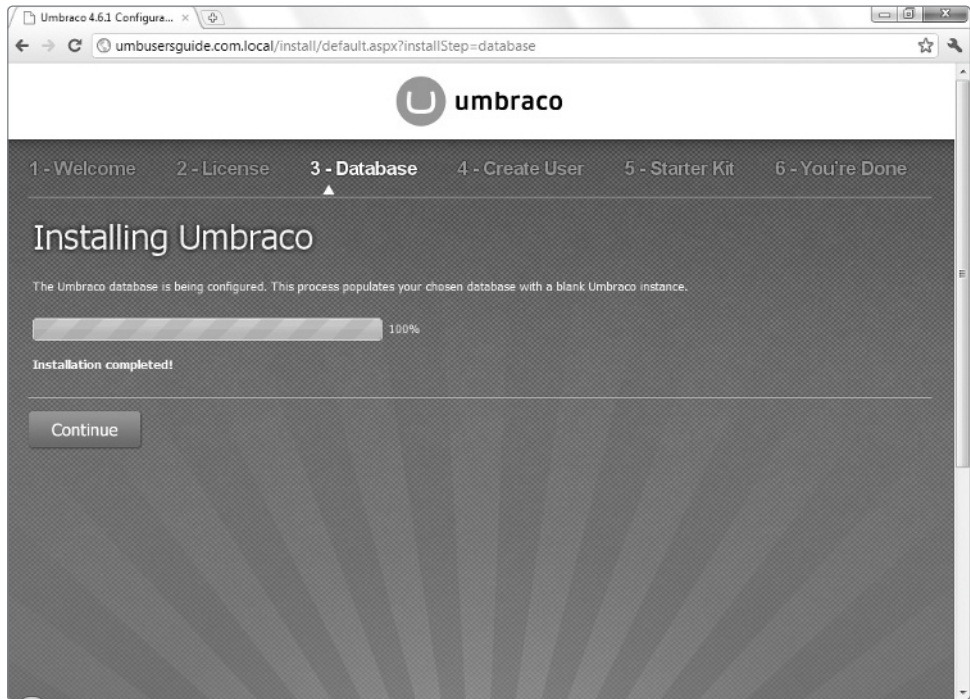 Umbraco 4.6.1 Configura...
umbusersguide.com.local/install/default.aspx?installStep=database
umbraco
1 - Welcome 2 - License 3 - Database 4 - Create User 5 - Starter Kit 6 - You're Done
Installing Umbraco
The Umbraco database is being configured. This process populates your chosen database with a blank Umbraco instance.
100%
Installation completed!
Continue